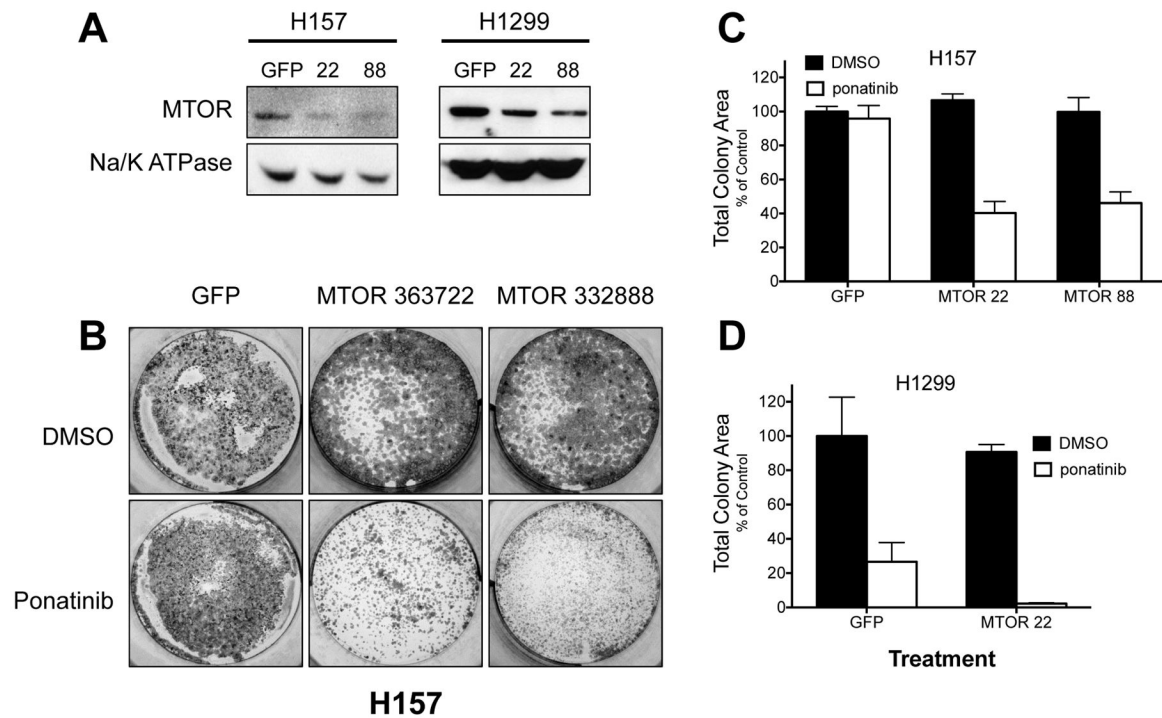 A
H157
H1299
GFP 22 88
GFP 22 88
MTOR
Na/K ATPase
B
GFP
MTOR 363722
MTOR 332888
DMSO
Ponatinib
H157
C
H157
DMSO
ponatinib
Total Colony Area
% of Control
120
100
80
60
40
20
0
GFP
MTOR 22
MTOR 88
D
H1299
DMSO
ponatinib
Total Colony Area
% of Control
120
100
80
60
40
20
0
GFP
MTOR 22
Treatment